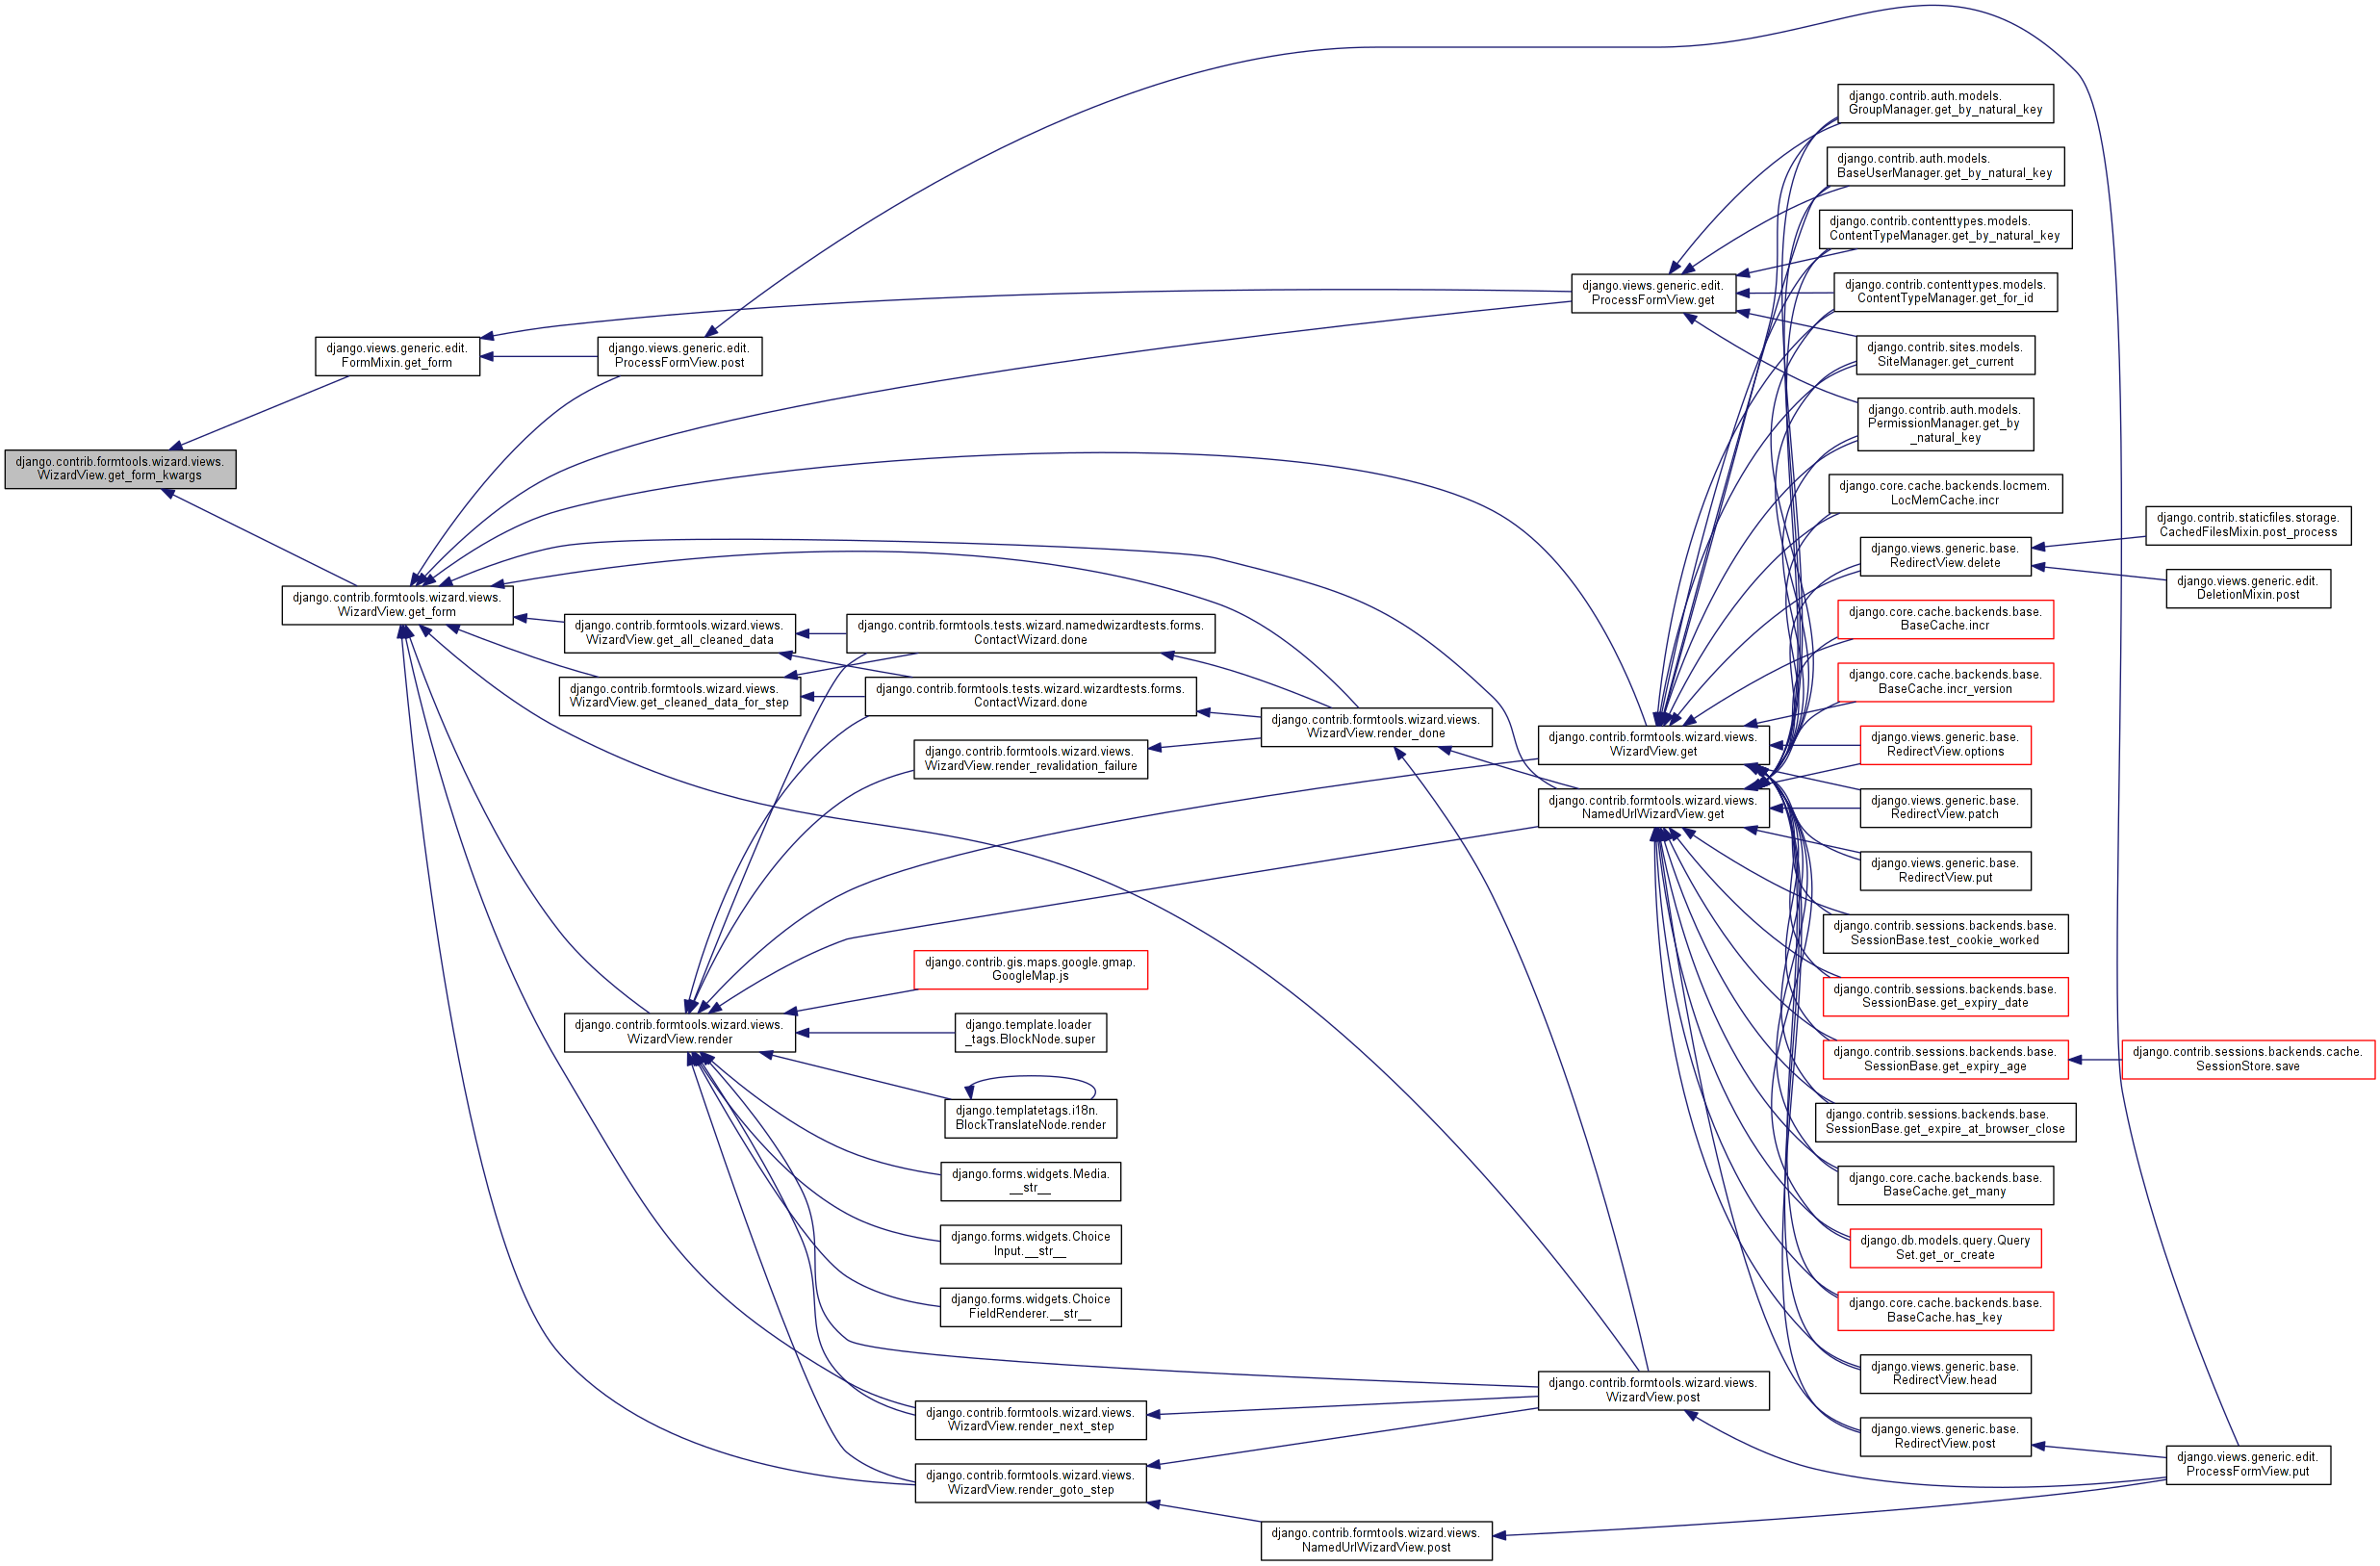 django.contrib.formtools.wizard.views.
WizardView.get_form_kwargs
django.views.generic.edit.
FormMixin.get_form
django.contrib.formtools.wizard.views.
WizardView.get_form
django.views.generic.edit.
ProcessFormView.post
django.contrib.formtools.wizard.views.
WizardView.get_all_cleaned_data
django.contrib.formtools.wizard.views.
WizardView.get_cleaned_data_for_step
django.contrib.formtools.wizard.views.
WizardView.render
django.contrib.formtools.tests.wizard.namedwizardtests.forms.
ContactWizard.done
django.contrib.formtools.tests.wizard.wizardtests.forms.
ContactWizard.done
django.contrib.formtools.wizard.views.
WizardView.render_revalidation_failure
django.contrib.gis.maps.google.gmap.
GoogleMap.js
django.template.loader
_tags.BlockNode.super
django.templatetags.i18n.
BlockTranslateNode.render
django.forms.widgets.Media.
__str__
django.forms.widgets.Choice
Input.__str__
django.forms.widgets.Choice
FieldRenderer.__str__
django.contrib.formtools.wizard.views.
WizardView.render_next_step
django.contrib.formtools.wizard.views.
WizardView.render_goto_step
django.contrib.formtools.wizard.views.
WizardView.render_done
django.contrib.formtools.wizard.views.
NamedUrlWizardView.post
django.views.generic.edit.
ProcessFormView.get
django.contrib.formtools.wizard.views.
WizardView.get
django.contrib.formtools.wizard.views.
NamedUrlWizardView.get
django.contrib.formtools.wizard.views.
WizardView.post
django.contrib.auth.models.
GroupManager.get_by_natural_key
django.contrib.auth.models.
BaseUserManager.get_by_natural_key
django.contrib.contenttypes.models.
ContentTypeManager.get_by_natural_key
django.contrib.contenttypes.models.
ContentTypeManager.get_for_id
django.contrib.sites.models.
SiteManager.get_current
django.contrib.auth.models.
PermissionManager.get_by
_natural_key
django.core.cache.backends.locmem.
LocMemCache.incr
django.views.generic.base.
RedirectView.delete
django.core.cache.backends.base.
BaseCache.incr
django.core.cache.backends.base.
BaseCache.incr_version
django.views.generic.base.
RedirectView.options
django.views.generic.base.
RedirectView.patch
django.views.generic.base.
RedirectView.put
django.contrib.sessions.backends.base.
SessionBase.test_cookie_worked
django.contrib.sessions.backends.base.
SessionBase.get_expiry_date
django.contrib.sessions.backends.base.
SessionBase.get_expiry_age
django.contrib.sessions.backends.base.
SessionBase.get_expire_at_browser_close
django.core.cache.backends.base.
BaseCache.get_many
django.db.models.query.Query
Set.get_or_create
django.core.cache.backends.base.
BaseCache.has_key
django.views.generic.base.
RedirectView.head
django.views.generic.base.
RedirectView.post
django.contrib.staticfiles.storage.
CachedFilesMixin.post_process
django.views.generic.edit.
DeletionMixin.post
django.contrib.sessions.backends.cache.
SessionStore.save
django.views.generic.edit.
ProcessFormView.put